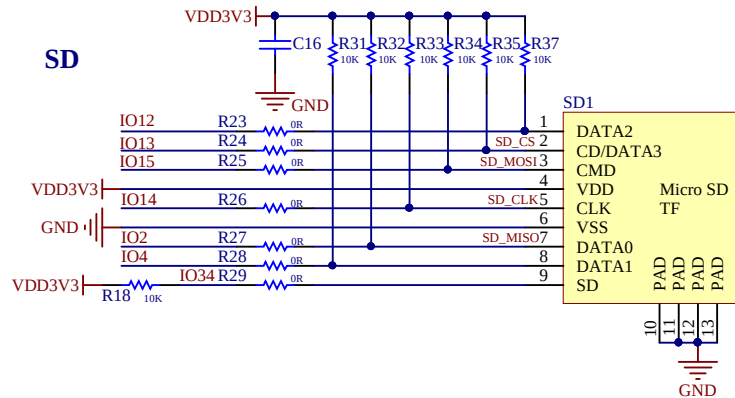 VDD3V3
C16 R31 R32 R33 R34 R35 R37
10K 10K 10K 10K 10K 10K
SD
GND
SD1
IO12 R23 0R 1 DATA2
IO13 R24 0R SD_CS 2 CD/DATA3
IO15 R25 0R SD_MOSI 3 CMD
VDD3V3 4 VDD Micro SD
IO14 R26 0R SD_CLK 5 CLK TF
GND 6 VSS
IO2 R27 0R SD_MISO 7 DATA0
IO4 R28 0R 8 DATA1
VDD3V3 R18 10K IO34 R29 0R 9 SD
PAD PAD PAD PAD
10 11 12 13
GND